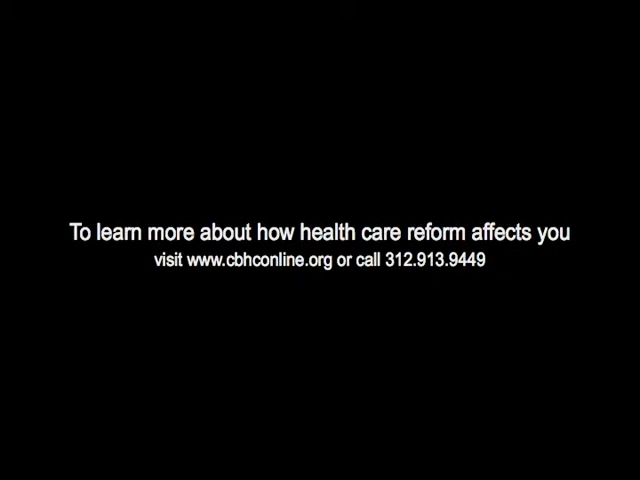 To learn more about how health care reform affects you
visit www.cbhconline.org or call 312.913.9449